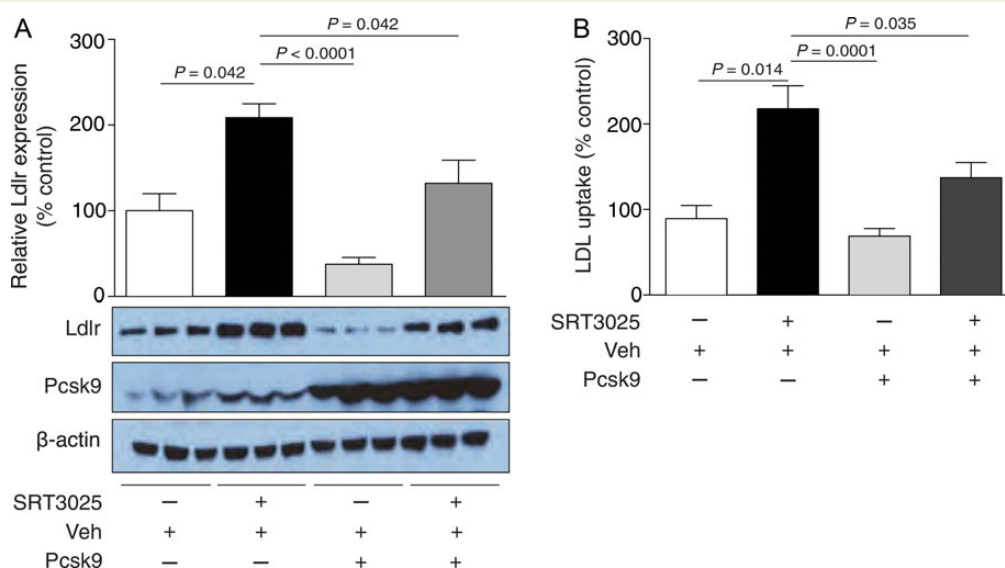 A
P = 0.042
P < 0.0001
P = 0.042
Relative Ldlr expression
(% control)
300
200
100
0
Ldlr
Pcsk9
β-actin
SRT3025 – + – +
Veh + + + +
Pcsk9 – – + +
B
P = 0.035
P = 0.0001
P = 0.014
LDL uptake (% control)
300
200
100
0
SRT3025 – + – +
Veh + + + +
Pcsk9 – – + +